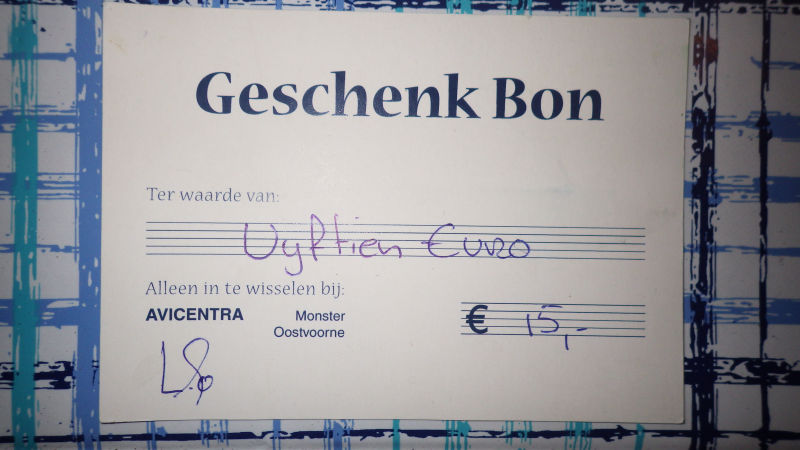 Geschenk Bon
Ter waarde van:
Vyftien Euro
Alleen in te wisselen bij:
AVICENTRA Monster
Oostvoorne
€ 15,-